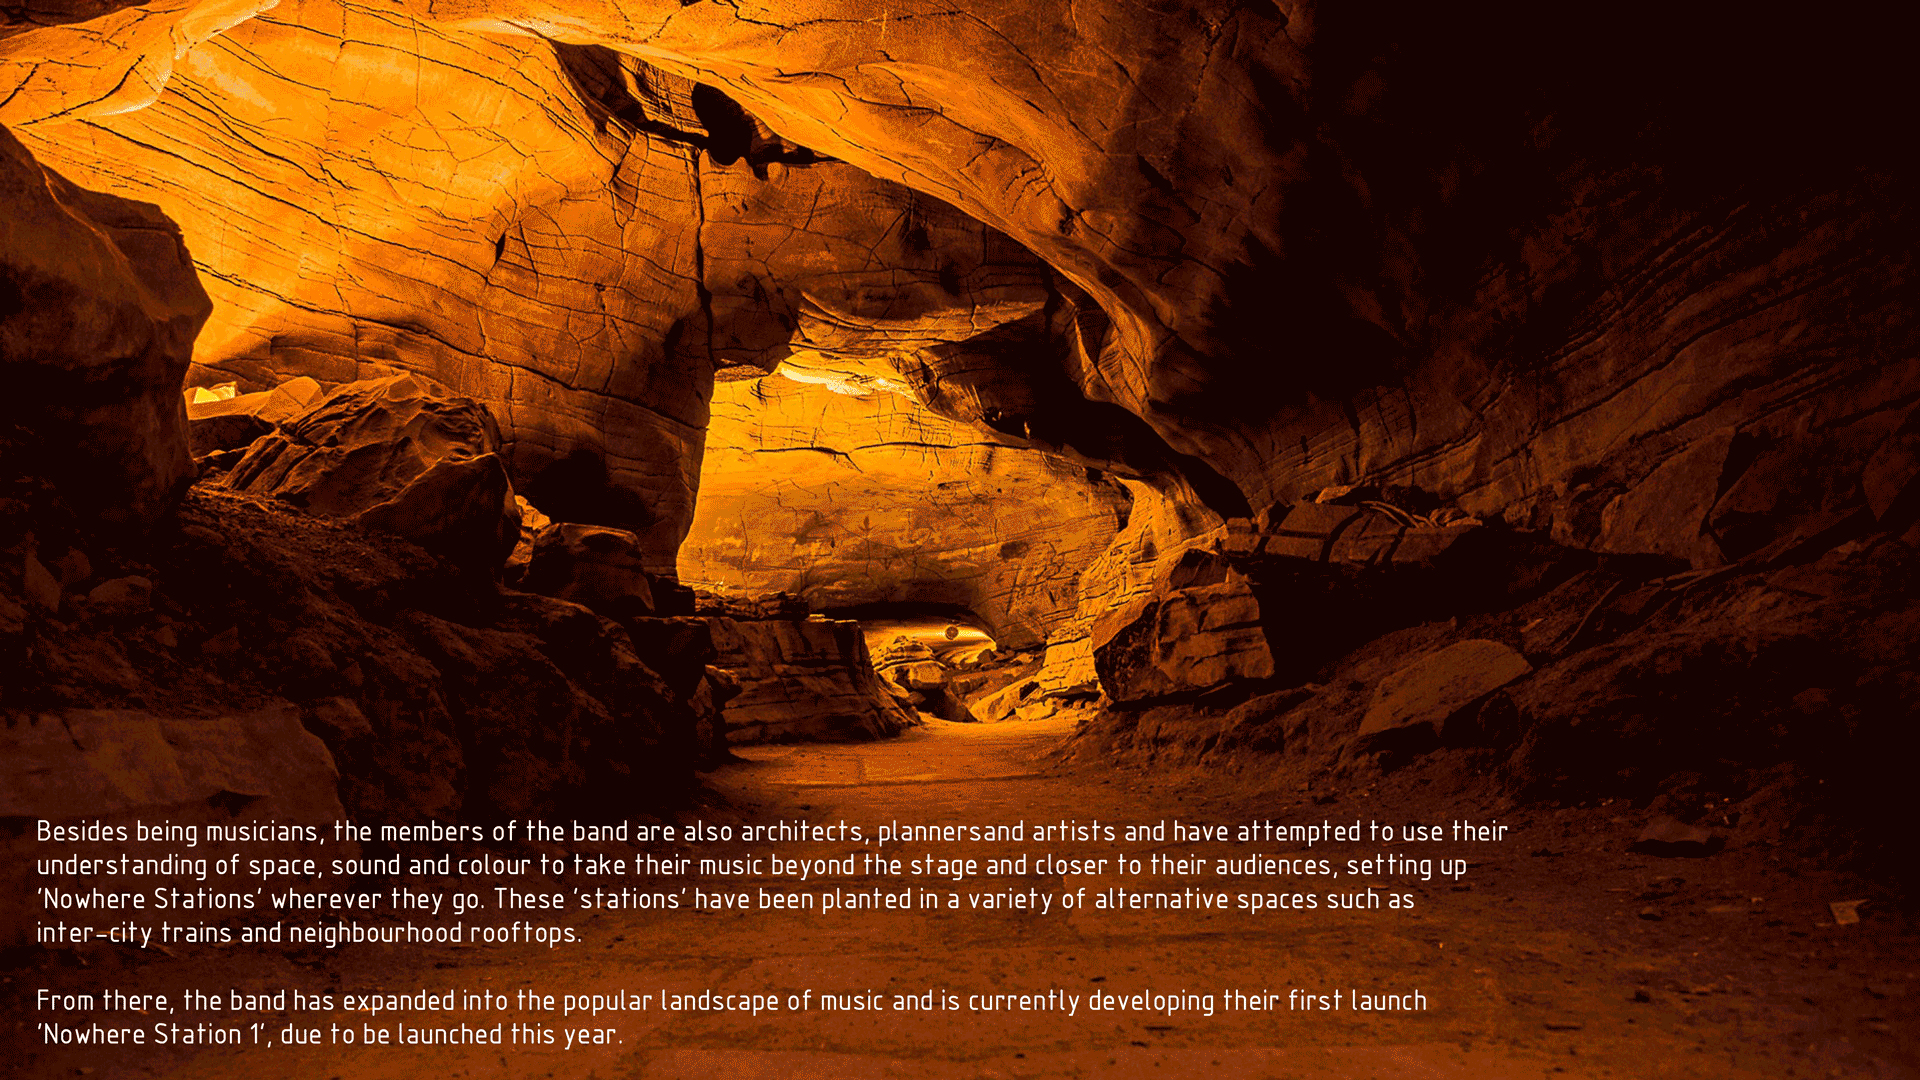 Besides being musicians, the members of the band are also architects, plannersand artists and have attempted to use their
understanding of space, sound and colour to take their music beyond the stage and closer to their audiences, setting up
'Nowhere Stations' wherever they go. These 'stations' have been planted in a variety of alternative spaces such as
inter-city trains and neighbourhood rooftops.
From there, the band has expanded into the popular landscape of music and is currently developing their first launch
'Nowhere Station 1', due to be launched this year.